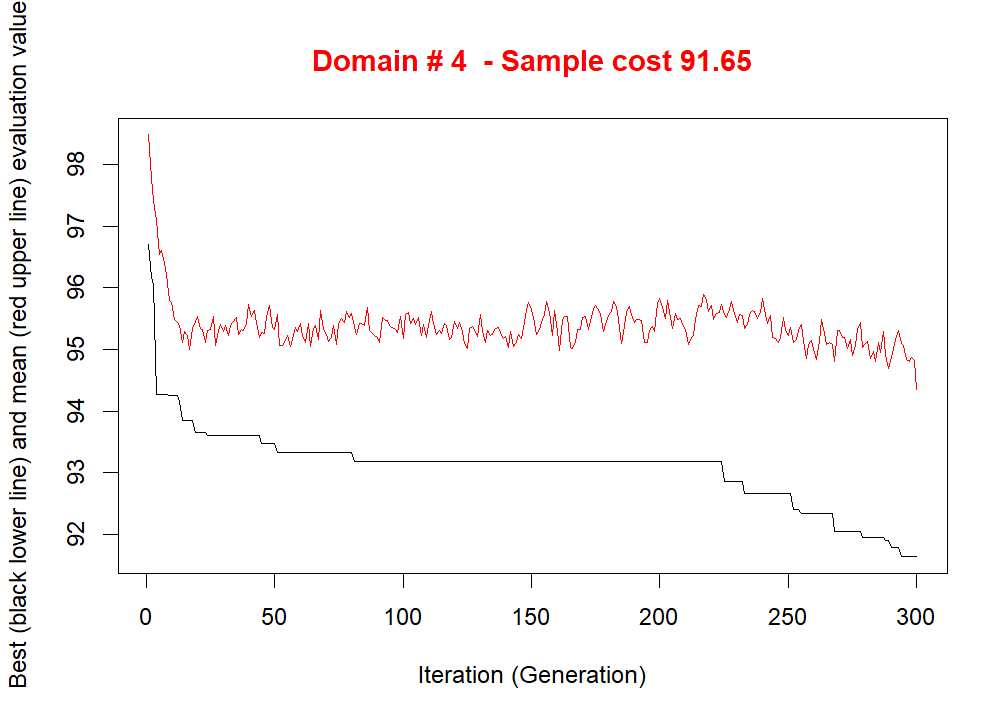 Domain # 4  - Sample cost 91.65
Best (black lower line) and mean (red upper line) evaluation value
98
97
96
95
94
93
92
0 50 100 150 200 250 300
Iteration (Generation)